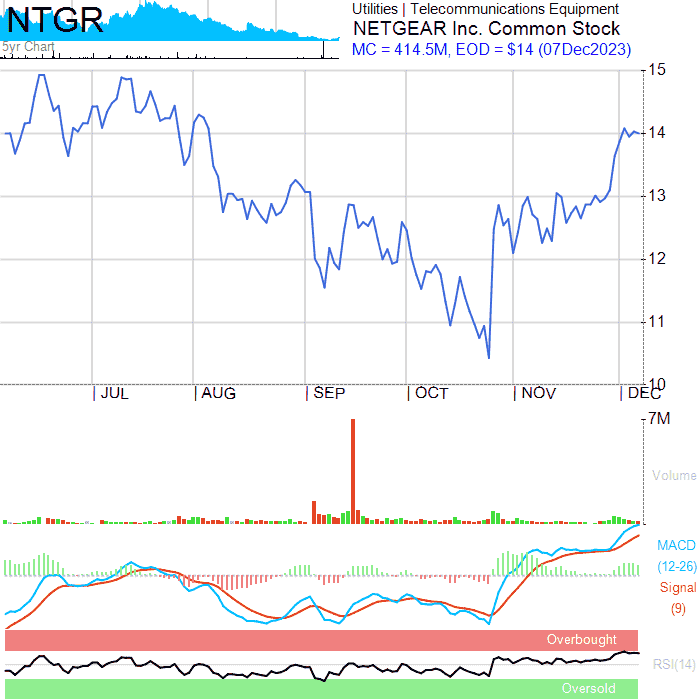 NTGR
5yr Chart
Utilities | Telecommunications Equipment
NETGEAR Inc. Common Stock
MC = 414.5M, EOD = $14 (07Dec2023)
15
14
13
12
11
10
JUL
AUG
SEP
OCT
NOV
DEC
7M
Volume
MACD
(12-26)
Signal
(9)
Overbought
RSI(14)
Oversold